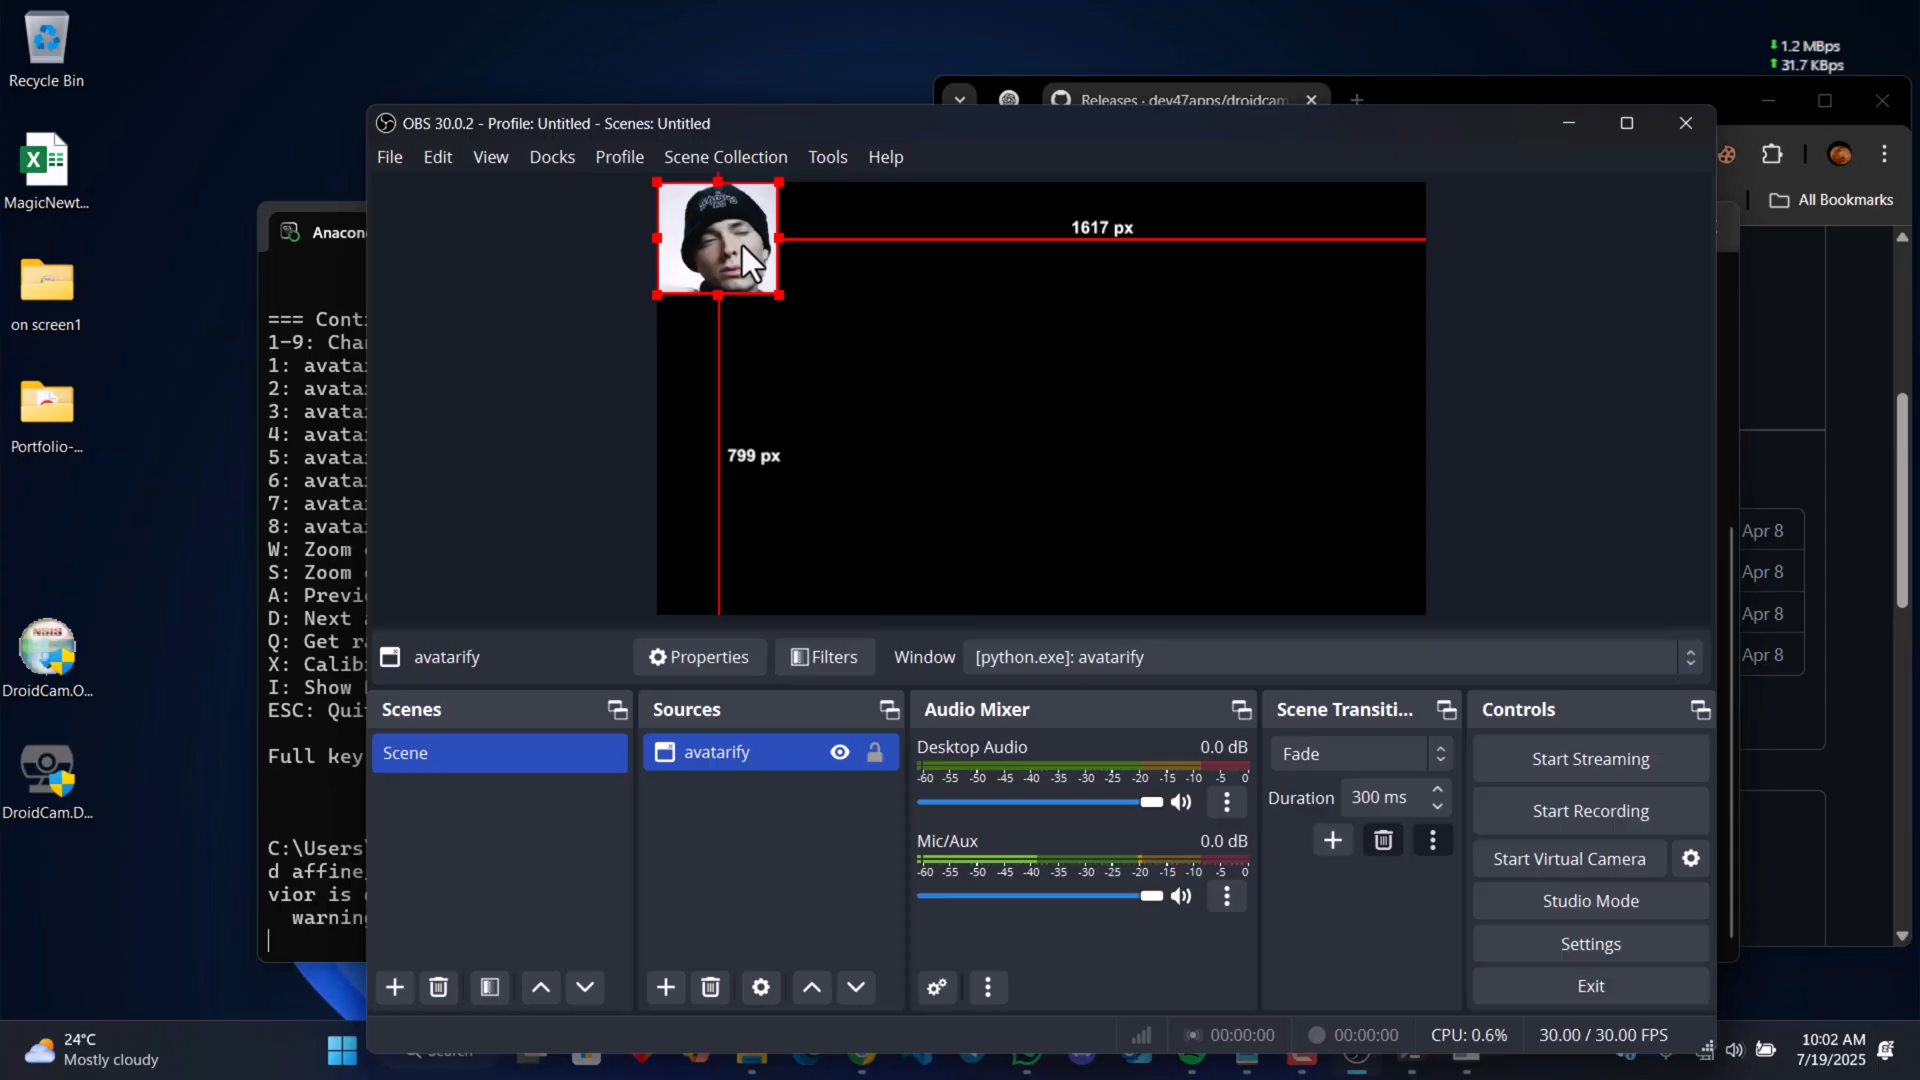 Recycle Bin
MagicNewt...
on screen1
Portfolio-...
DroidCam.O...
DroidCam.D...
1.2 MBps
31.7 KBps
Releases · dev47apps/droidcam
All Bookmarks
Apr 8
Apr 8
Apr 8
Apr 8
=== Cont
1-9: Cha
1: avata
2: avata
3: avata
4: avata
5: avata
6: avata
7: avata
8: avata
W: Zoom
S: Zoom
A: Previ
D: Next
Q: Get r
X: Calib
I: Show
ESC: Qui
Full key
C:\Users
d affine
vior is
warnin
OBS 30.0.2 - Profile: Untitled - Scenes: Untitled
File Edit View Docks Profile Scene Collection Tools Help
1617 px
799 px
avatarify Properties Filters Window [python.exe]: avatarify
Scenes
Scene
Sources
avatarify
Audio Mixer
Desktop Audio 0.0 dB
-60 -55 -50 -45 -40 -35 -30 -25 -20 -15 -10 -5 0
Mic/Aux 0.0 dB
-60 -55 -50 -45 -40 -35 -30 -25 -20 -15 -10 -5 0
Scene Transiti...
Fade
Duration 300 ms
Controls
Start Streaming
Start Recording
Start Virtual Camera
Studio Mode
Settings
Exit
00:00:00 00:00:00 CPU: 0.6% 30.00 / 30.00 FPS
24°C
Mostly cloudy
10:02 AM
7/19/2025